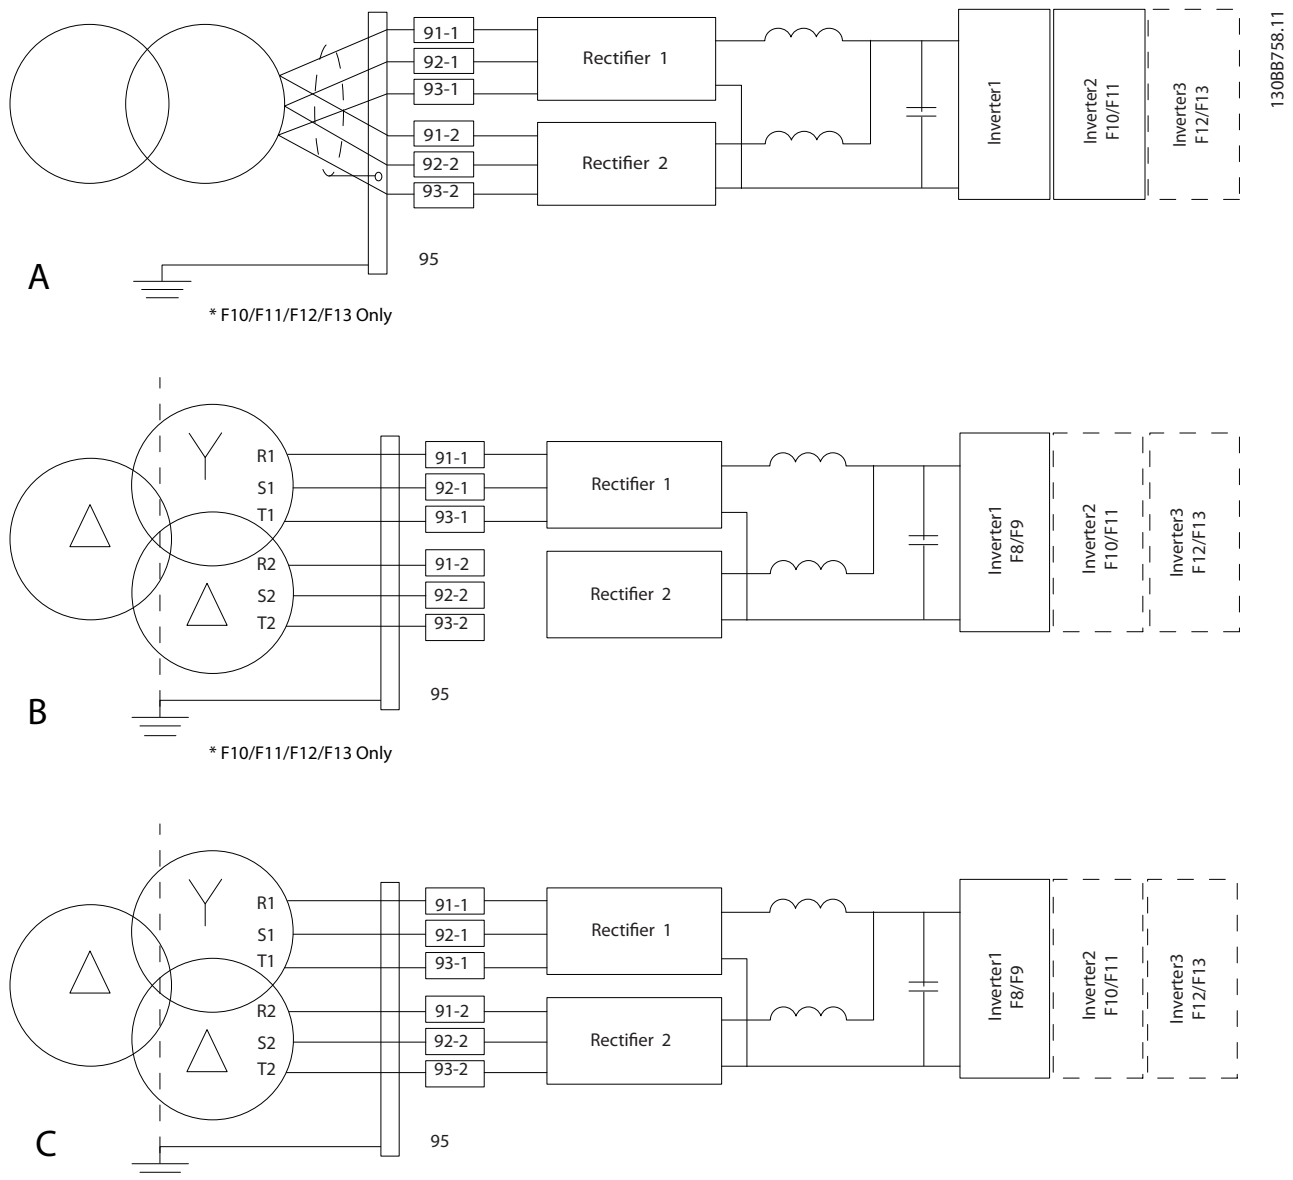 91-1
92-1
93-1
91-2
92-2
93-2
Rectifier 1
Rectifier 2
Inverter1
Inverter2
F10/F11
Inverter3
F12/F13
130BB758.11
95
A
* F10/F11/F12/F13 Only
R1
S1
T1
R2
S2
T2
91-1
92-1
93-1
91-2
92-2
93-2
Rectifier 1
Rectifier 2
Inverter1
F8/F9
Inverter2
F10/F11
Inverter3
F12/F13
95
B
* F10/F11/F12/F13 Only
R1
S1
T1
R2
S2
T2
91-1
92-1
93-1
91-2
92-2
93-2
Rectifier 1
Rectifier 2
Inverter1
F8/F9
Inverter2
F10/F11
Inverter3
F12/F13
95
C